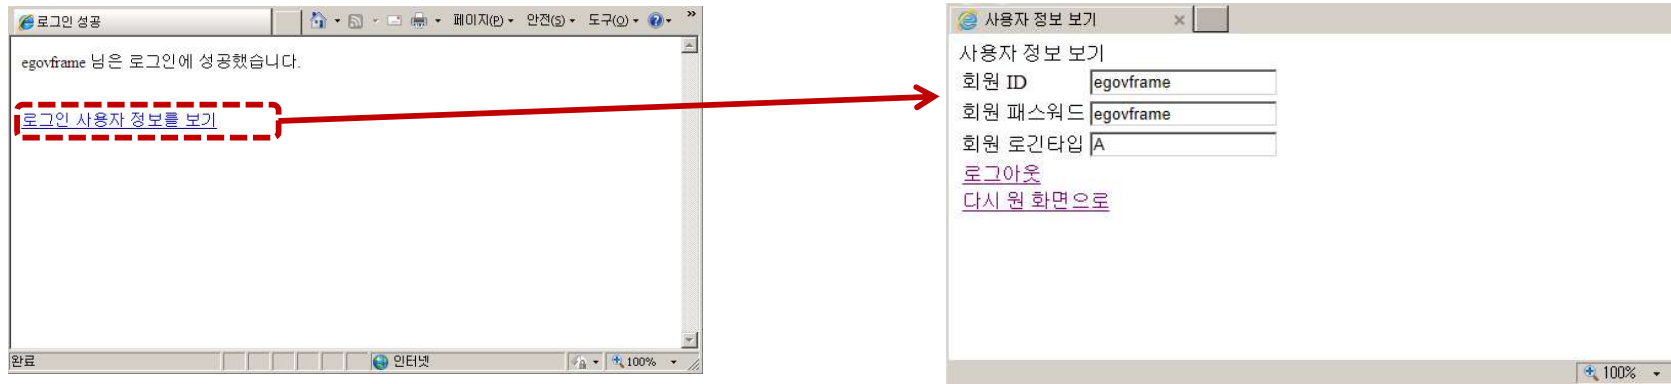 로그인 성공
페이지(P) 안전(S) 도구(O) »
egovframe 님은 로그인에 성공했습니다.
로그인 사용자 정보를 보기
완료 인터넷 100%
사용자 정보 보기
사용자 정보 보기
회원 ID egovframe
회원 패스워드 egovframe
회원 로긴타입 A
로그아웃
다시 원 화면으로
100%